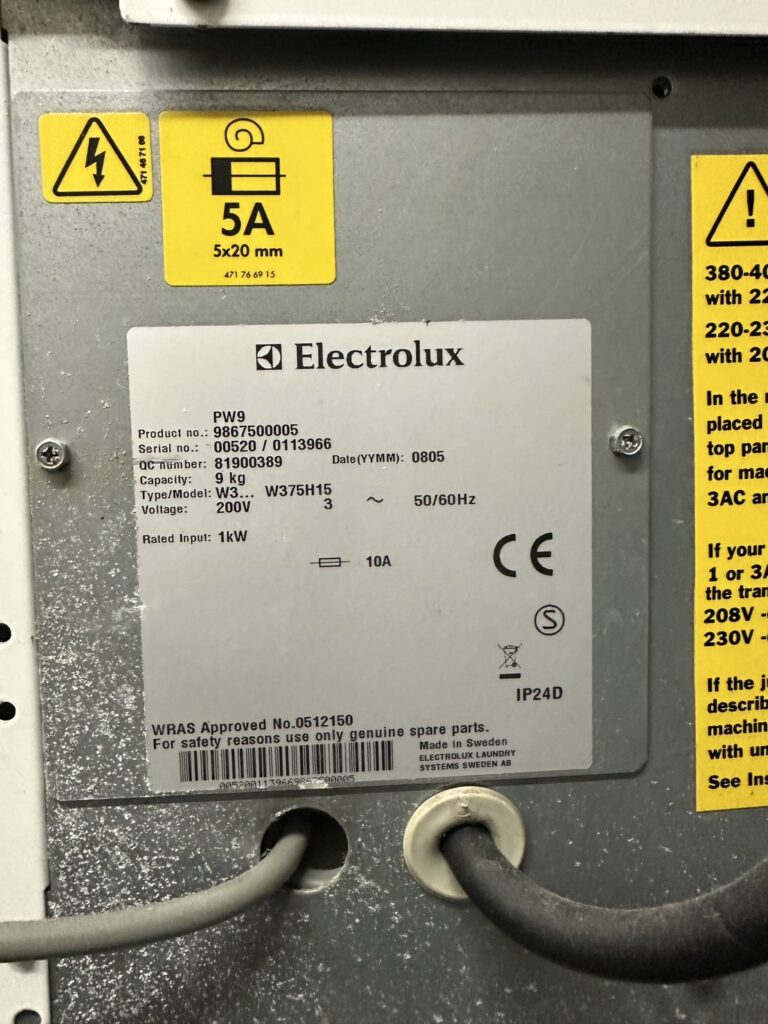 471 46 71 66
5A
5x20 mm
471 76 69 15
Electrolux
PW9
Product no.: 9867500005
Serial no.: 00520 / 0113966
QC number: 81900389 Date(YYMM): 0805
Capacity: 9 kg
Type/Model: W3... W375H15
Voltage: 200V 3 ~ 50/60Hz
Rated Input: 1kW
10A
CE
S
IP24D
WRAS Approved No.0512150
For safety reasons use only genuine spare parts.
Made in Sweden
ELECTROLUX LAUNDRY
SYSTEMS SWEDEN AB
0052001139669867500005
!
380-40
with 22
220-23
with 20
In the
placed
top pan
for mac
3AC an
If your
1 or 3A
the tran
208V -
230V -
If the j
describ
machin
with un
See Ins